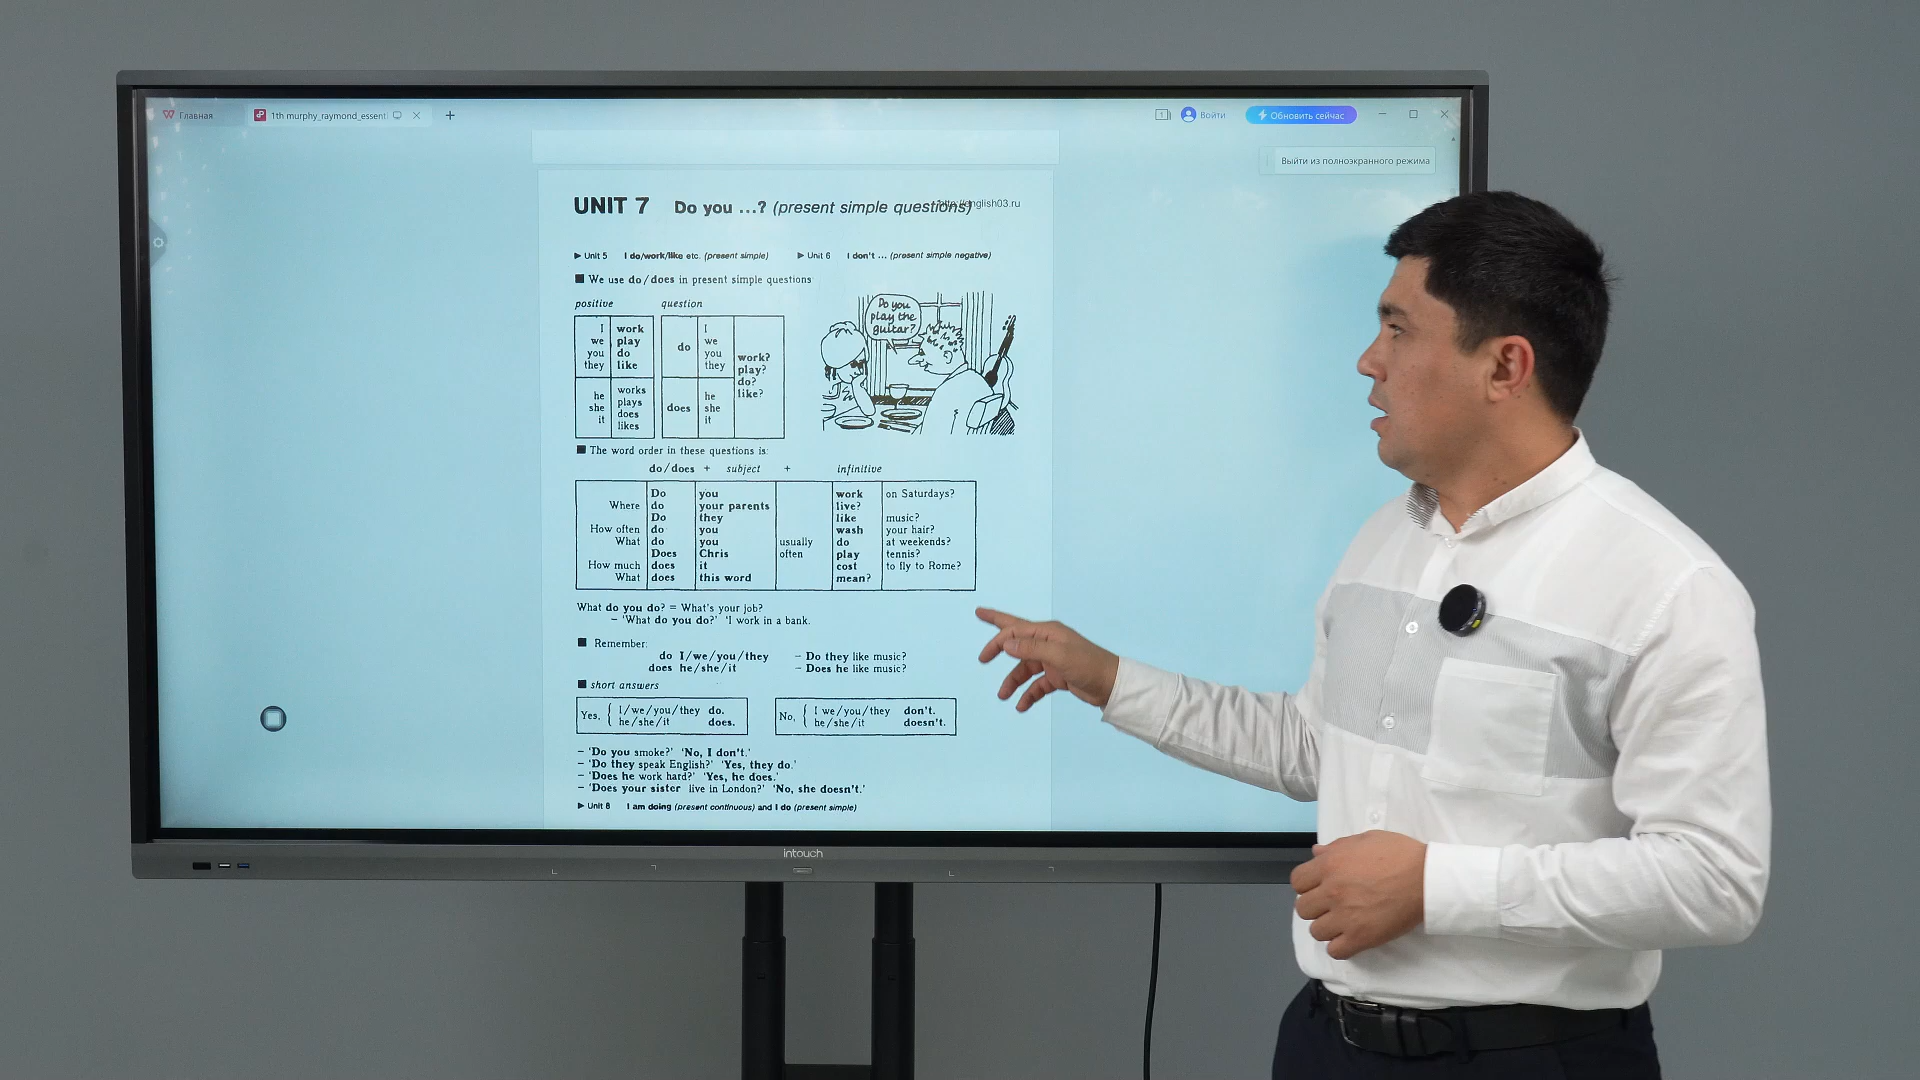 Главная
1th murphy_raymond_essent
Войти
Обновить сейчас
Выйти из полноэкранного режима
UNIT 7 Do you ...? (present simple questions)
english03.ru
▶ Unit 5 I do/work/like etc. (present simple) ▶ Unit 6 I don't ... (present simple negative)
■ We use do/does in present simple questions
positive question
I work
we play
you do
they like
he works
she plays
it does
likes
do
I
we
you
they
does
he
she
it
work?
play?
do?
like?
Do you
play the
guitar?
■ The word order in these questions is:
do/does + subject + infinitive
Do you work on Saturdays?
Where do your parents live?
Do they like music?
How often do you wash your hair?
What do you usually do at weekends?
Does Chris often play tennis?
How much does it cost to fly to Rome?
What does this word mean?
What do you do? = What's your job?
– 'What do you do?' 'I work in a bank.
■ Remember:
do I/we/you/they – Do they like music?
does he/she/it – Does he like music?
■ short answers
Yes, { I/we/you/they do.
he/she/it does.
No, { I we/you/they don't.
he/she/it doesn't.
– 'Do you smoke?' 'No, I don't.'
– 'Do they speak English?' 'Yes, they do.'
– 'Does he work hard?' 'Yes, he does.'
– 'Does your sister live in London?' 'No, she doesn't.'
▶ Unit 8 I am doing (present continuous) and I do (present simple)
intouch